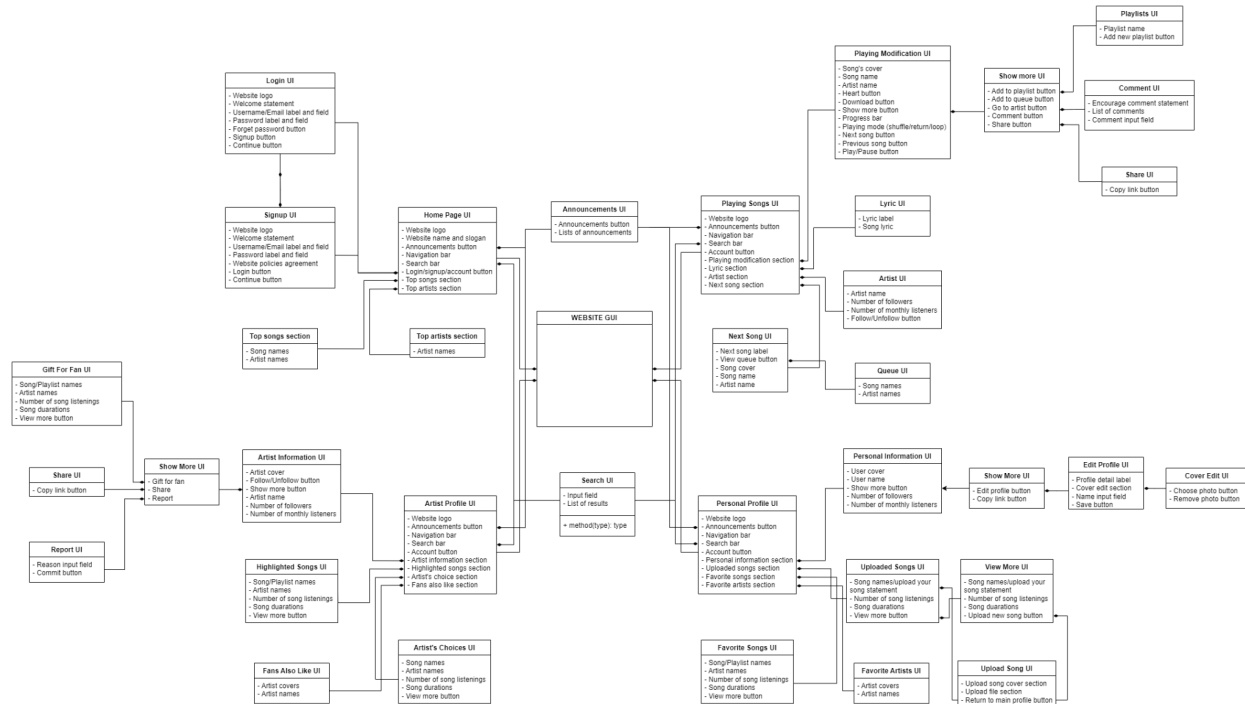 Playlists UI
- Playlist name
- Add new playlist button
Playing Modification UI
- Song's cover
- Song name
- Artist name
- Heart button
- Download button
- Show more button
- Progress bar
- Playing mode (shuffle/return/loop)
- Next song button
- Previous song button
- Play/Pause button
Show more UI
- Add to playlist button
- Add to queue button
- Go to artist button
- Comment button
- Share button
Comment UI
- Encourage comment statement
- List of comments
- Comment input field
Share UI
- Copy link button
Login UI
- Website logo
- Welcome statement
- Username/Email label and field
- Password label and field
- Forget password button
- Signup button
- Continue button
Signup UI
- Website logo
- Welcome statement
- Username/Email label and field
- Password label and field
- Website policies agreement
- Login button
- Continue button
Home Page UI
- Website logo
- Website name and slogan
- Announcements button
- Navigation bar
- Search bar
- Login/signup/account button
- Top songs section
- Top artists section
Announcements UI
- Announcements button
- Lists of announcements
Playing Songs UI
- Website logo
- Announcements button
- Navigation bar
- Search bar
- Account button
- Playing modification section
- Lyric section
- Artist section
- Next song section
Lyric UI
- Lyric label
- Song lyric
Artist UI
- Artist name
- Number of followers
- Number of monthly listeners
- Follow/Unfollow button
Top songs section
- Song names
- Artist names
Top artists section
- Artist names
WEBSITE GUI
Next Song UI
- Next song label
- View queue button
- Song cover
- Song name
- Artist name
Queue UI
- Song names
- Artist names
Gift For Fan UI
- Song/Playlist names
- Artist names
- Number of song listenings
- Song duarations
- View more button
Share UI
- Copy link button
Show More UI
- Gift for fan
- Share
- Report
Report UI
- Reason input field
- Commit button
Artist Information UI
- Artist cover
- Follow/Unfollow button
- Show more button
- Artist name
- Number of followers
- Number of monthly listeners
Highlighted Songs UI
- Song/Playlist names
- Artist names
- Number of song listenings
- Song duarations
- View more button
Fans Also Like UI
- Artist covers
- Artist names
Artist Profile UI
- Website logo
- Announcements button
- Navigation bar
- Search bar
- Account button
- Artist information section
- Highlighted songs section
- Artist's choice section
- Fans also like section
Artist's Choices UI
- Song names
- Artist names
- Number of song listenings
- Song durations
- View more button
Search UI
- Input field
- List of results
+ method(type): type
Personal Profile UI
- Website logo
- Announcements button
- Navigation bar
- Search bar
- Account button
- Personal information section
- Uploaded songs section
- Favorite songs section
- Favorite artists section
Personal Information UI
- User cover
- User name
- Show more button
- Number of followers
- Number of monthly listeners
Show More UI
- Edit profile button
- Copy link button
Edit Profile UI
- Profile detail label
- Cover edit section
- Name input field
- Save button
Cover Edit UI
- Choose photo button
- Remove photo button
Uploaded Songs UI
- Song names/upload your
song statement
- Number of song listenings
- Song duarations
- View more button
View More UI
- Song names/upload your
song statement
- Number of song listenings
- Song duarations
- Upload new song button
Favorite Songs UI
- Song/Playlist names
- Artist names
- Number of song listenings
- Song durations
- View more button
Favorite Artists UI
- Artist covers
- Artist names
Upload Song UI
- Upload song cover section
- Upload file section
- Return to main profile button